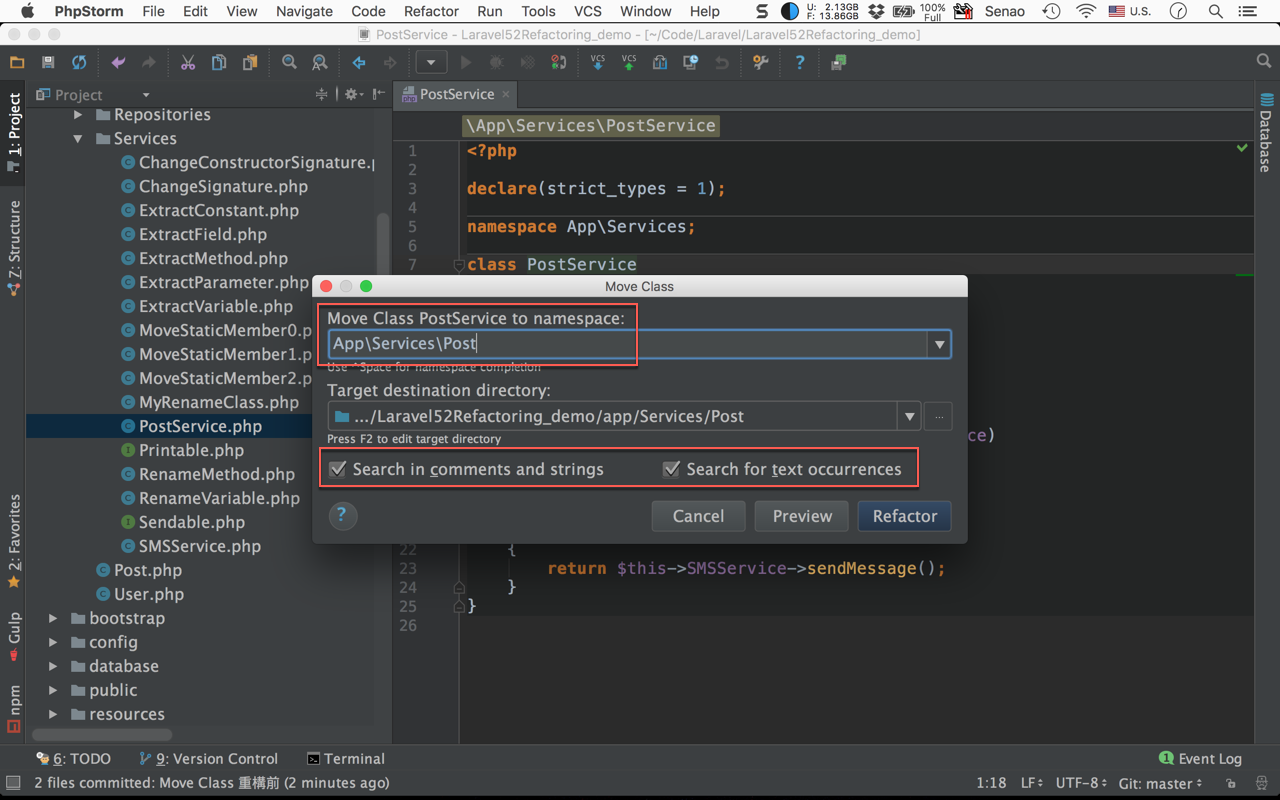 PhpStorm File Edit View Navigate Code Refactor Run Tools VCS Window Help S U: 2.13GB F: 13.86GB 100% Full Senao U.S.
PostService - Laravel52Refactoring_demo - [~/Code/Laravel/Laravel52Refactoring_demo]
VCS VCS
Project
PostService
1: Project
7: Structure
2: Favorites
Gulp
npm
Database
Repositories
Services
ChangeConstructorSignature.p
ChangeSignature.php
ExtractConstant.php
ExtractField.php
ExtractMethod.php
ExtractParameter.php
ExtractVariable.php
MoveStaticMember0.p
MoveStaticMember1.p
MoveStaticMember2.p
MyRenameClass.php
PostService.php
Printable.php
RenameMethod.php
RenameVariable.php
Sendable.php
SMSService.php
Post.php
User.php
bootstrap
config
database
public
resources
\App\Services\PostService
1 <?php
2
3 declare(strict_types = 1);
4
5 namespace App\Services;
6
7 class PostService
ce)
22 {
23 return $this->SMSService->sendMessage();
24 }
25 }
26
Move Class
Move Class PostService to namespace:
App\Services\Post
Use ^Space for namespace completion
Target destination directory:
.../Laravel52Refactoring_demo/app/Services/Post
...
Press F2 to edit target directory
Search in comments and strings Search for text occurrences
? Cancel Preview Refactor
6: TODO 9: Version Control Terminal 1 Event Log
2 files committed: Move Class 重構前 (2 minutes ago) 1:18 LF UTF-8 Git: master